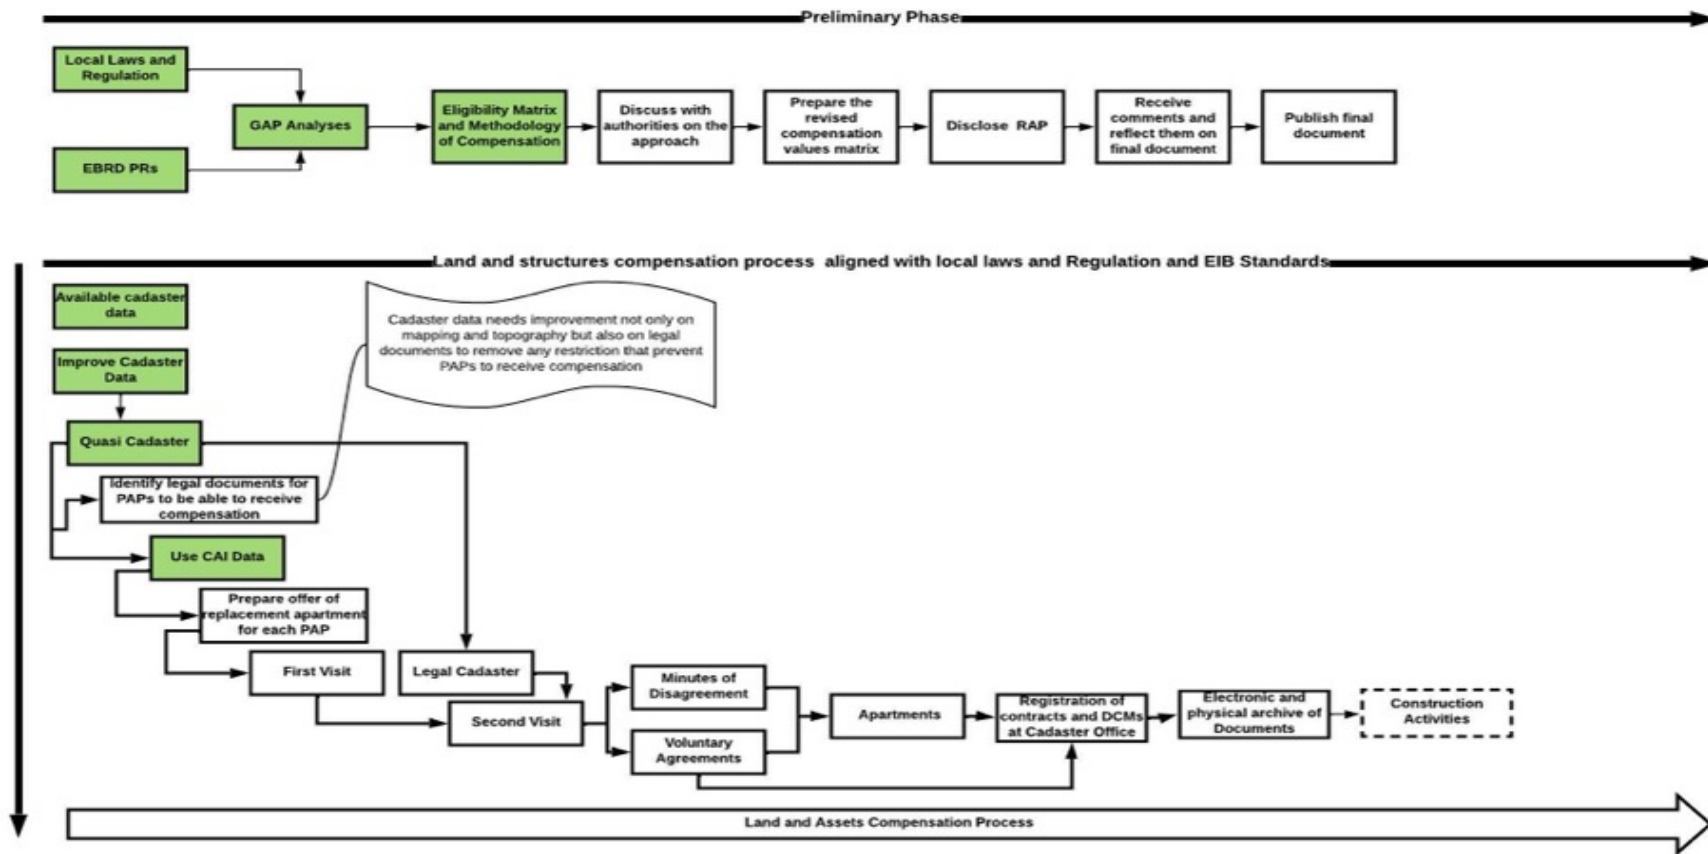 Preliminary Phase
Local Laws and
Regulation
GAP Analyses
EBRD PRs
Eligibility Matrix
and Methodology
of Compensation
Discuss with
authorities on the
approach
Prepare the
revised
compensation
values matrix
Disclose RAP
Receive
comments and
reflect them on
final document
Publish final
document
Land and structures compensation process aligned with local laws and Regulation and EIB Standards
Available cadaster
data
Cadaster data needs improvement not only on
mapping and topography but also on legal
documents to remove any restriction that prevent
PAPs to receive compensation
Improve Cadaster
Data
Quasi Cadaster
Identify legal documents for
PAPs to be able to receive
compensation
Use CAI Data
Prepare offer of
replacement apartment
for each PAP
First Visit
Legal Cadaster
Second Visit
Minutes of
Disagreement
Voluntary
Agreements
Apartments
Registration of
contracts and DCMs
at Cadaster Office
Electronic and
physical archive of
Documents
Construction
Activities
Land and Assets Compensation Process